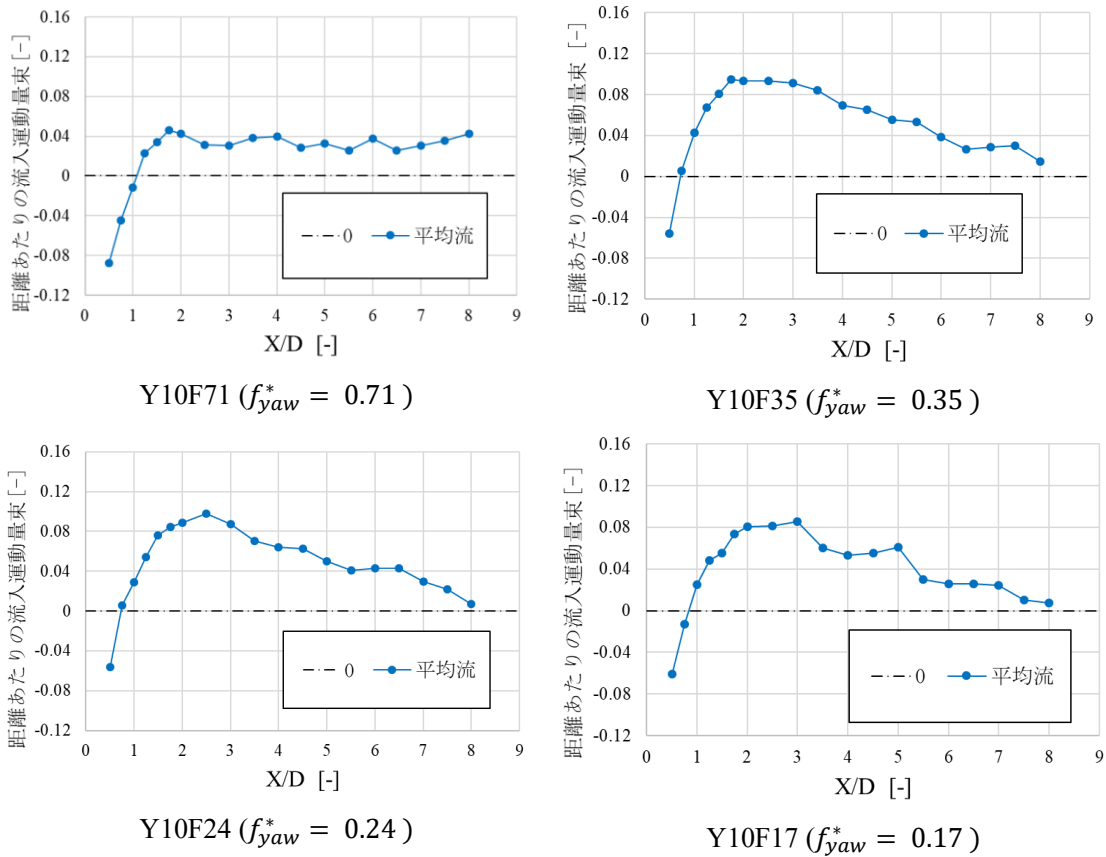 距離あたりの流入運動量束[-]
0.16
0.12
0.08
0.04
0
-0.04
-0.08
-0.12
0 1 2 3 4 5 6 7 8 9
X/D [-]
0 平均流
Y10F71 (f*yaw = 0.71 )
距離あたりの流入運動量束 [-]
0.16
0.12
0.08
0.04
0
-0.04
-0.08
-0.12
0 1 2 3 4 5 6 7 8 9
X/D [-]
0 平均流
Y10F35 (f*yaw = 0.35 )
距離あたりの流入運動量束[-]
0.16
0.12
0.08
0.04
0
-0.04
-0.08
-0.12
0 1 2 3 4 5 6 7 8 9
X/D [-]
0 平均流
Y10F24 (f*yaw = 0.24 )
距離あたりの流入運動量束[-]
0.16
0.12
0.08
0.04
0
-0.04
-0.08
-0.12
0 1 2 3 4 5 6 7 8 9
X/D [-]
0 平均流
Y10F17 (f*yaw = 0.17 )